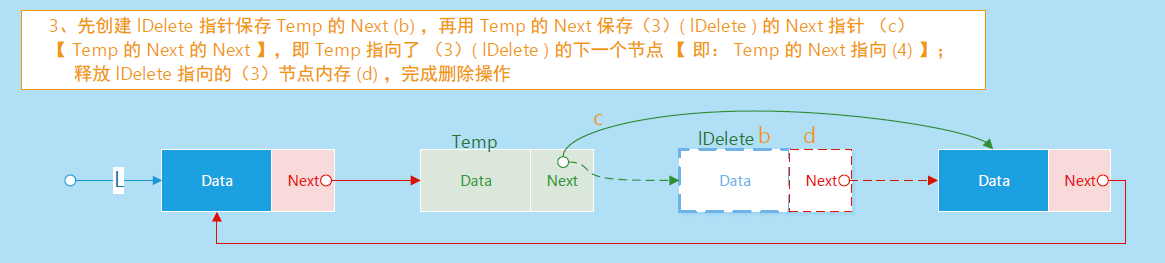 3、先创建 lDelete 指针保存 Temp 的 Next (b) ，再用 Temp 的 Next 保存（3）( lDelete ) 的 Next 指针 （c）
【 Temp 的 Next 的 Next 】，即 Temp 指向了 （3）( lDelete ) 的下一个节点 【 即： Temp 的 Next 指向 (4) 】；
释放 lDelete 指向的（3）节点内存 (d) ，完成删除操作
c
Temp lDelete b d
L Data Next Data Next Data Next Data Next